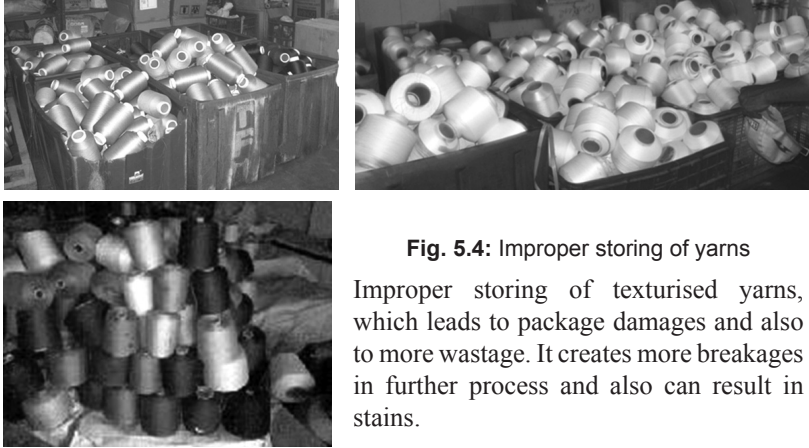 Fig. 5.4: Improper storing of yarns
Improper storing of texturised yarns,
which leads to package damages and also
to more wastage. It creates more breakages
in further process and also can result in
stains.